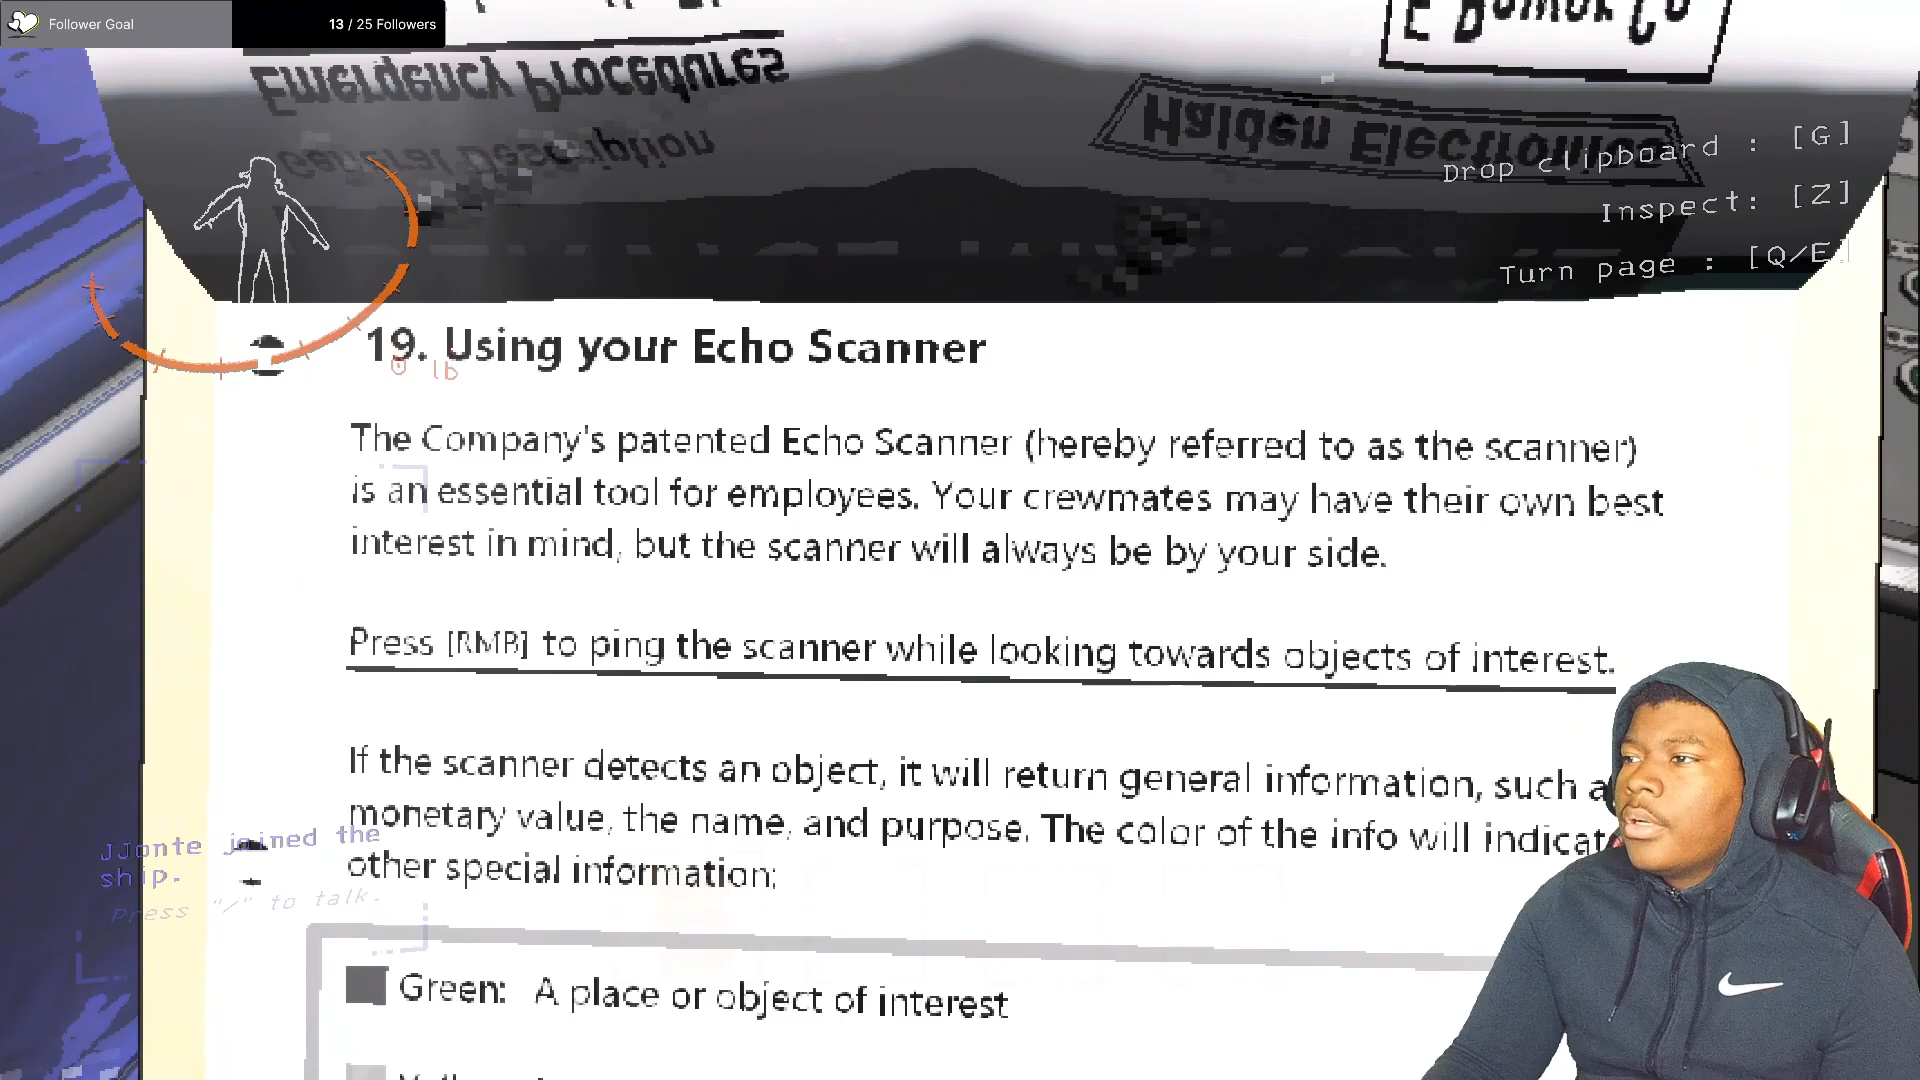 Follower Goal
13 / 25 Followers
Emergency Procedures
General Description
Halden Electronics
Drop clipboard : [G]
Inspect: [Z]
Turn page : [Q/E]
19. Using your Echo Scanner
0 lb
The Company's patented Echo Scanner (hereby referred to as the scanner)
is an essential tool for employees. Your crewmates may have their own best
interest in mind, but the scanner will always be by your side.
Press [RMB] to ping the scanner while looking towards objects of interest.
If the scanner detects an object, it will return general information, such
monetary value, the name, and purpose. The color of the info will
other special information:
JJonte joined the
ship.
Press "/" to talk.
Green: A place or object of interest